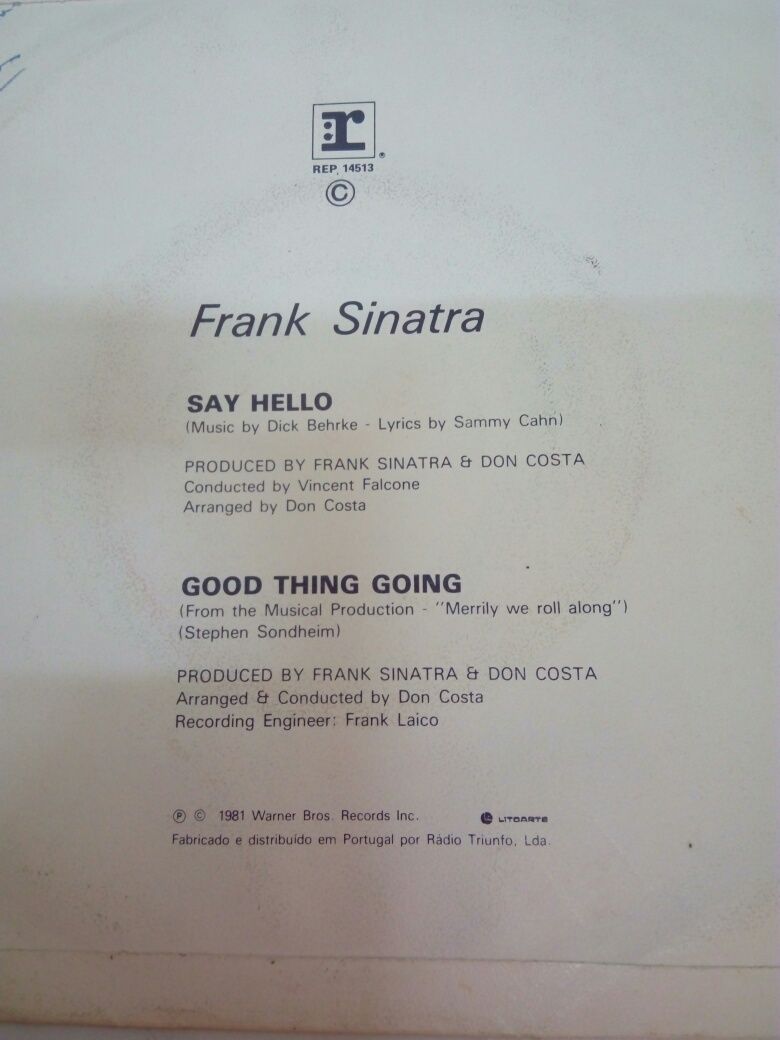 :r
REP. 14513
©
Frank Sinatra
SAY HELLO
(Music by Dick Behrke - Lyrics by Sammy Cahn)
PRODUCED BY FRANK SINATRA & DON COSTA
Conducted by Vincent Falcone
Arranged by Don Costa
GOOD THING GOING
(From the Musical Production - "Merrily we roll along")
(Stephen Sondheim)
PRODUCED BY FRANK SINATRA & DON COSTA
Arranged & Conducted by Don Costa
Recording Engineer: Frank Laico
℗ © 1981 Warner Bros. Records Inc. LITOARTE
Fabricado e distribuído em Portugal por Rádio Triunfo, Lda.